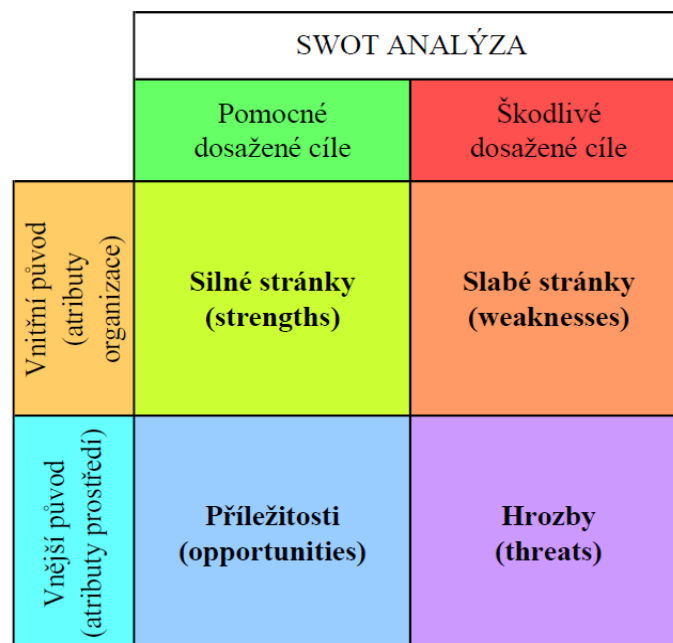 SWOT ANALÝZA
Pomocné
dosažené cíle
Škodlivé
dosažené cíle
Vnitřní původ
(atributy
organizace)
Silné stránky
(strengths)
Slabé stránky
(weaknesses)
Vnější původ
(atributy prostředí)
Příležitosti
(opportunities)
Hrozby
(threats)